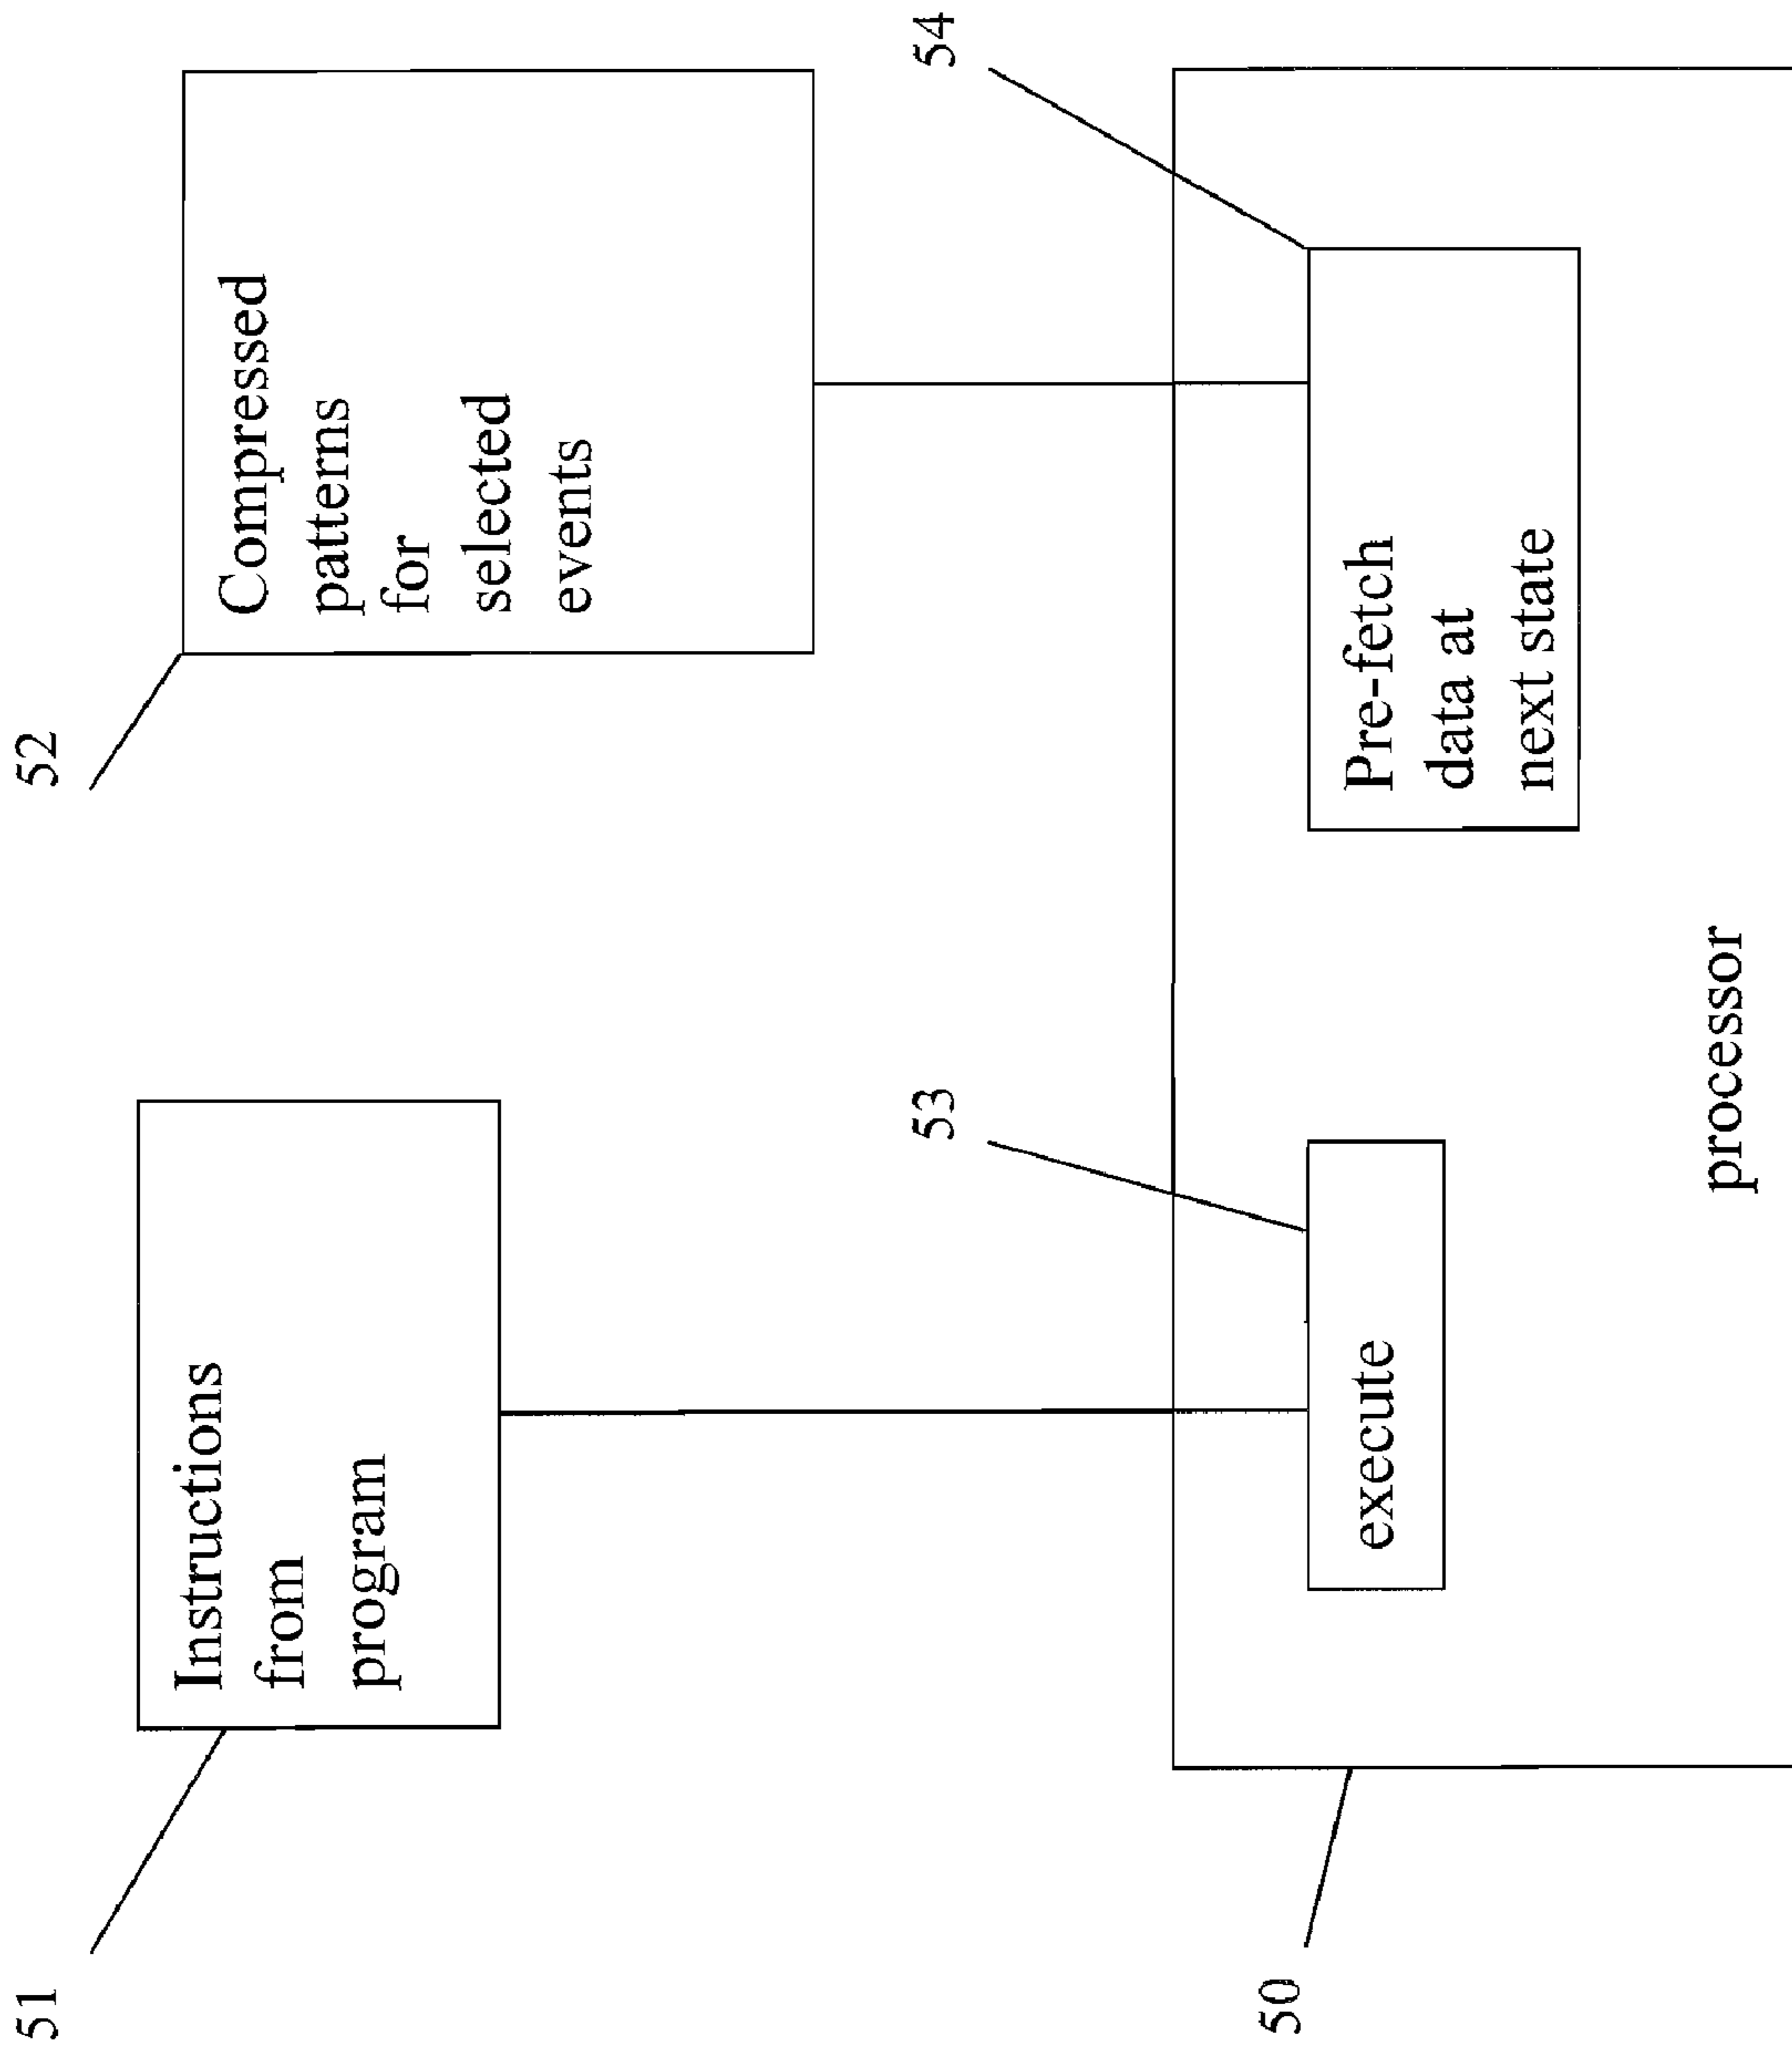 51
Instructions
from
program
52
Compressed
patterns
for
selected
events
50
53
execute
54
Pre-fetch
data at
next state
processor